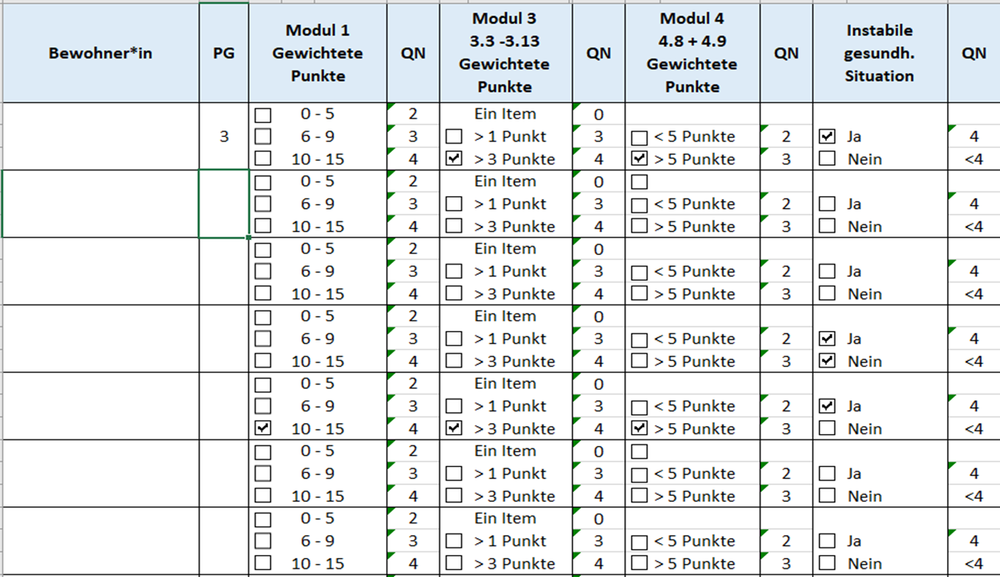 Bewohner*in PG Modul 1 Gewichtete Punkte QN Modul 3 3.3 -3.13 Gewichtete Punkte QN Modul 4 4.8 + 4.9 Gewichtete Punkte QN Instabile gesundh. Situation QN
0 - 5 2 Ein Item 0
3 6 - 9 3 > 1 Punkt 3 < 5 Punkte 2 Ja 4
10 - 15 4 > 3 Punkte 4 > 5 Punkte 3 Nein <4
0 - 5 2 Ein Item 0
6 - 9 3 > 1 Punkt 3 < 5 Punkte 2 Ja 4
10 - 15 4 > 3 Punkte 4 > 5 Punkte 3 Nein <4
0 - 5 2 Ein Item 0
6 - 9 3 > 1 Punkt 3 < 5 Punkte 2 Ja 4
10 - 15 4 > 3 Punkte 4 > 5 Punkte 3 Nein <4
0 - 5 2 Ein Item 0
6 - 9 3 > 1 Punkt 3 < 5 Punkte 2 Ja 4
10 - 15 4 > 3 Punkte 4 > 5 Punkte 3 Nein <4
0 - 5 2 Ein Item 0
6 - 9 3 > 1 Punkt 3 < 5 Punkte 2 Ja 4
10 - 15 4 > 3 Punkte 4 > 5 Punkte 3 Nein <4
0 - 5 2 Ein Item 0
6 - 9 3 > 1 Punkt 3 < 5 Punkte 2 Ja 4
10 - 15 4 > 3 Punkte 4 > 5 Punkte 3 Nein <4
0 - 5 2 Ein Item 0
6 - 9 3 > 1 Punkt 3 < 5 Punkte 2 Ja 4
10 - 15 4 > 3 Punkte 4 > 5 Punkte 3 Nein <4